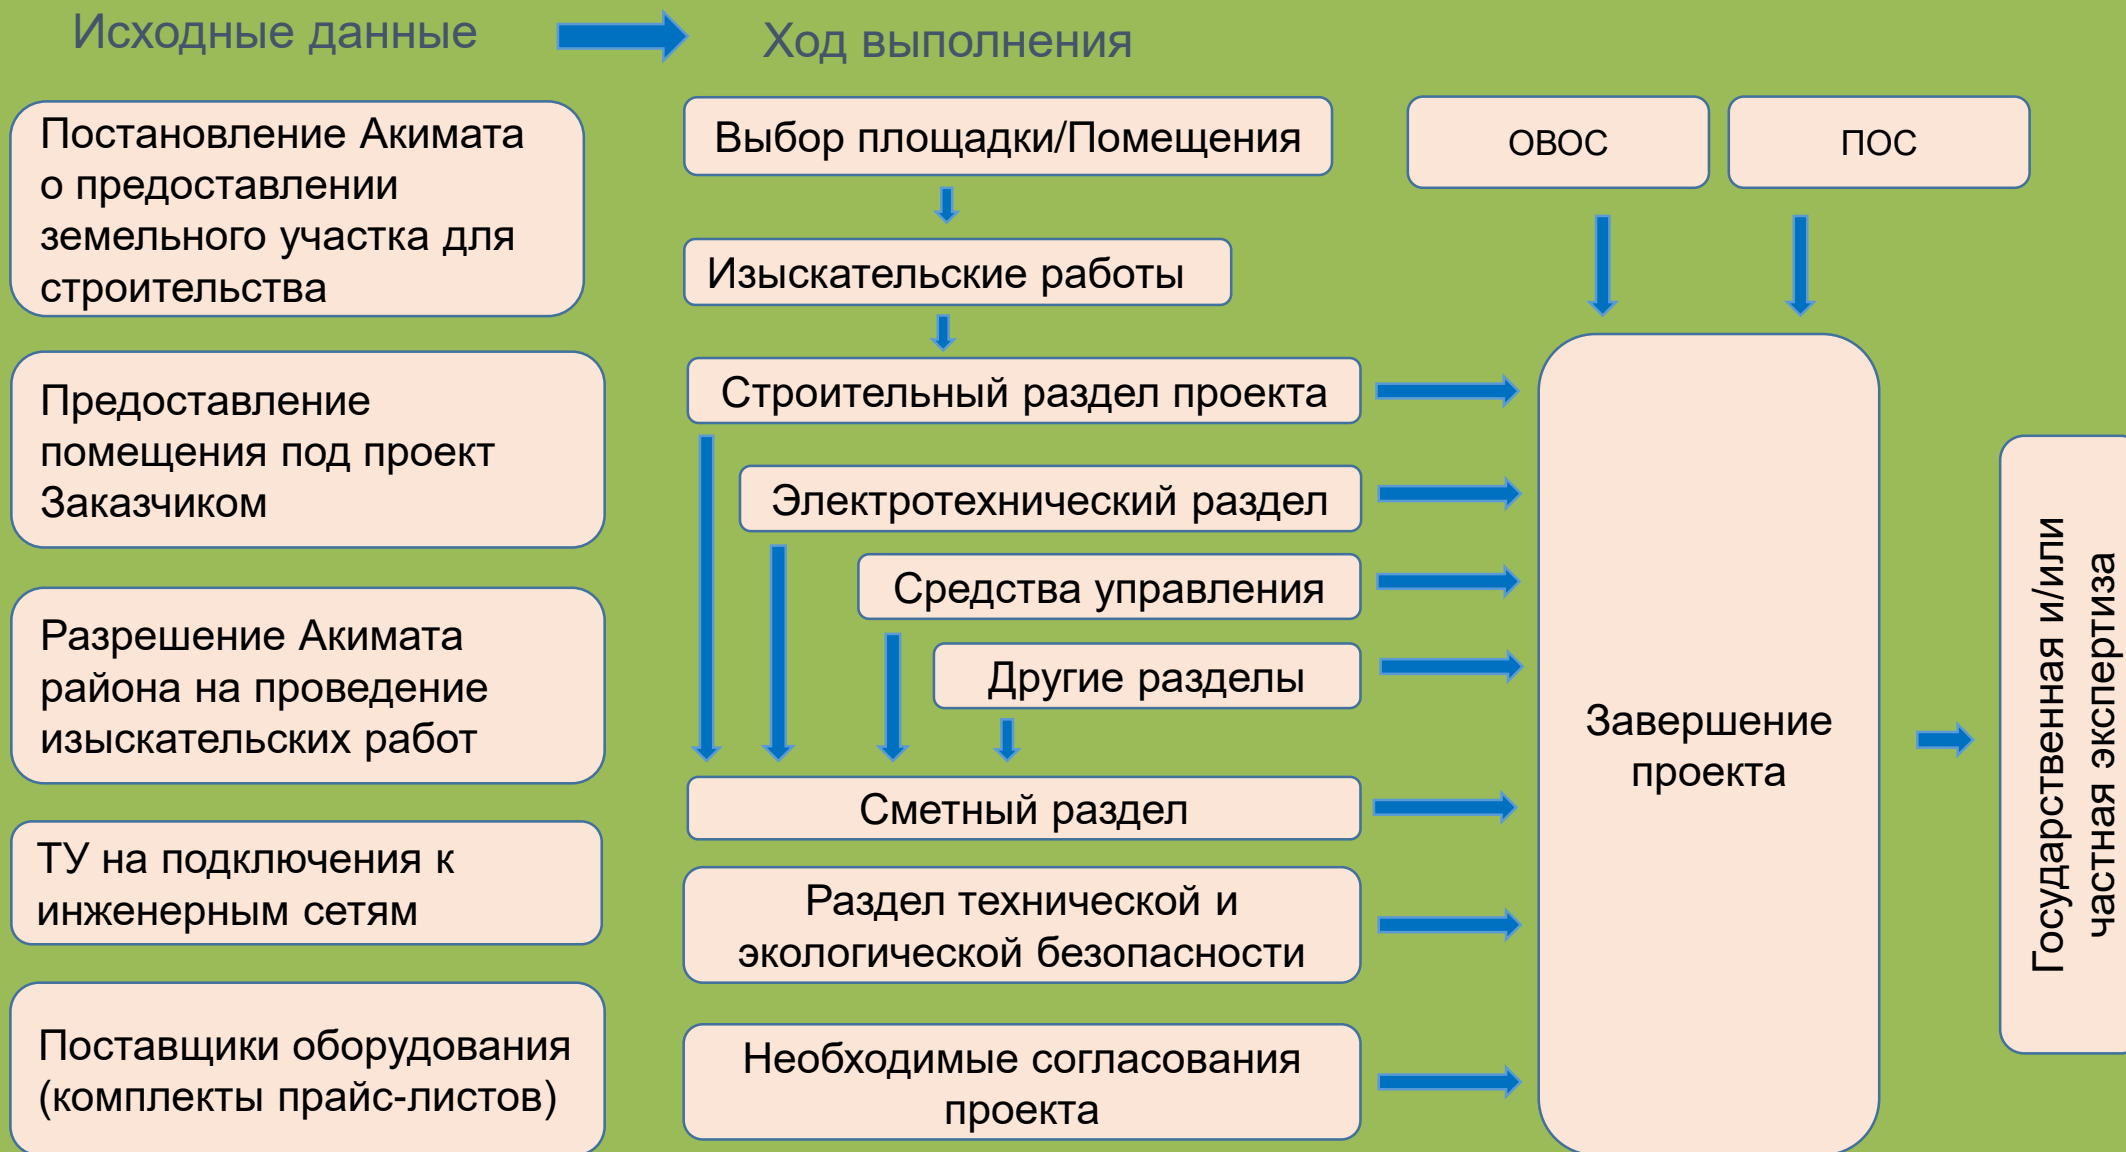 Исходные данные
Ход выполнения
Постановление Акимата
о предоставлении
земельного участка для
строительства
Предоставление
помещения под проект
Заказчиком
Разрешение Акимата
района на проведение
изыскательских работ
ТУ на подключения к
инженерным сетям
Поставщики оборудования
(комплекты прайс-листов)
Выбор площадки/Помещения
Изыскательские работы
Строительный раздел проекта
Электротехнический раздел
Средства управления
Другие разделы
Сметный раздел
Раздел технической и
экологической безопасности
Необходимые согласования
проекта
ОВОС
ПОС
Завершение
проекта
Государственная и/или
частная экспертиза